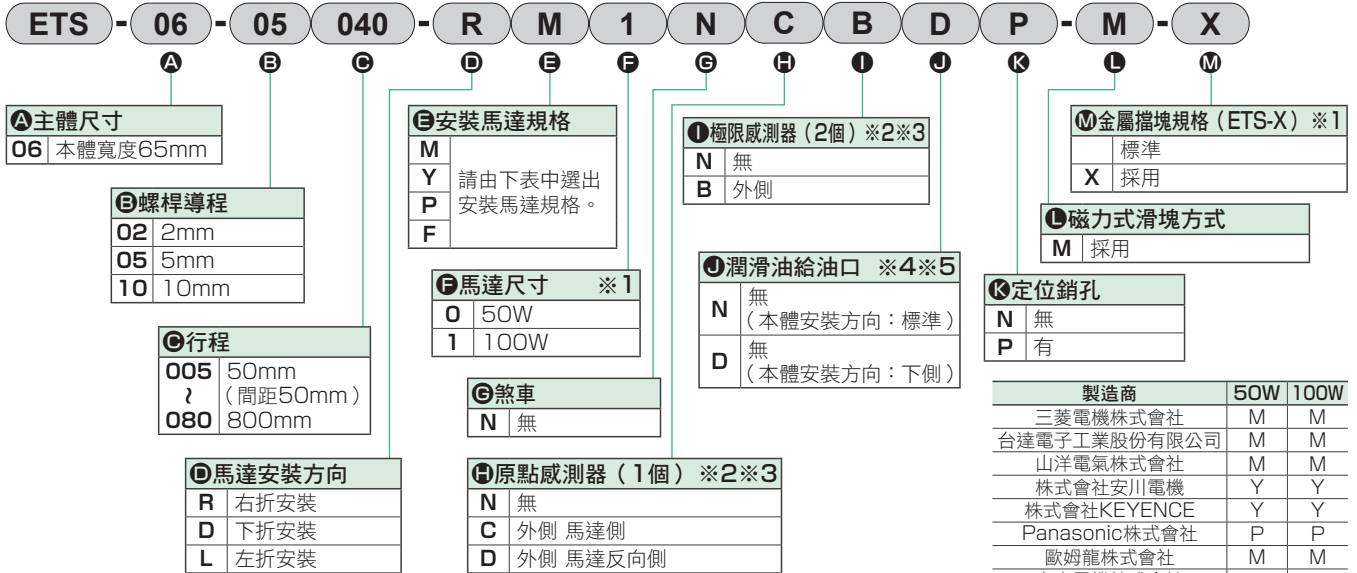 ETS - 06 - 05 040 - R M 1 N C B D P - M - X
A B C D E F G H I J K L M
A主體尺寸
06 本體寬度65mm
B螺桿導程
02 2mm
05 5mm
10 10mm
C行程
005 50mm
~ (間距50mm)
080 800mm
D馬達安裝方向
R 右折安裝
D 下折安裝
L 左折安裝
E安裝馬達規格
M
Y
P
F
請由下表中選出
安裝馬達規格。
F馬達尺寸 ※1
0 50W
1 100W
G煞車
N 無
H原點感測器(1個) ※2※3
N 無
C 外側 馬達側
D 外側 馬達反向側
I極限感測器(2個)※2※3
N 無
B 外側
J潤滑油給油口 ※4※5
N 無
(本體安裝方向:標準)
D 無
(本體安裝方向:下側)
K定位銷孔
N 無
P 有
L磁力式滑塊方式
M 採用
M金屬擋塊規格(ETS-X) ※1
標準
X 採用
製造商 50W 100W
三菱電機株式會社 M M
台達電子工業股份有限公司 M M
山洋電氣株式會社 M M
株式會社安川電機 Y Y
株式會社KEYENCE Y Y
Panasonic株式會社 P P
歐姆龍株式會社 M M